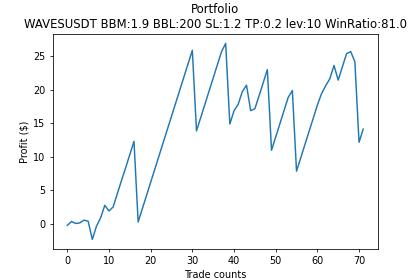 Portfolio
WAVESUSDT BBM:1.9 BBL:200 SL:1.2 TP:0.2 lev:10 WinRatio:81.0
25
20
15
10
5
0
Profit ($)
0 10 20 30 40 50 60 70
Trade counts